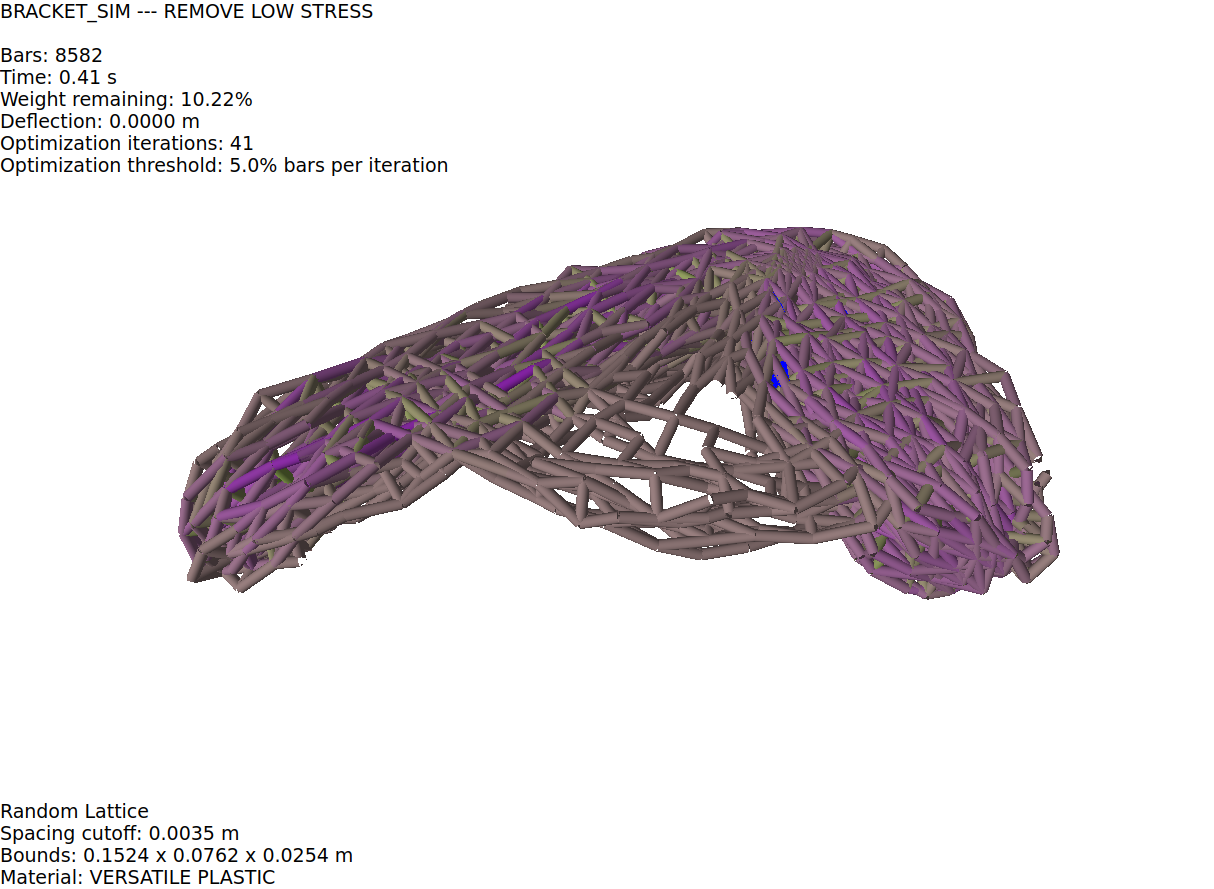 BRACKET_SIM --- REMOVE LOW STRESS
Bars: 8582
Time: 0.41 s
Weight remaining: 10.22%
Deflection: 0.0000 m
Optimization iterations: 41
Optimization threshold: 5.0% bars per iteration
Random Lattice
Spacing cutoff: 0.0035 m
Bounds: 0.1524 x 0.0762 x 0.0254 m
Material: VERSATILE PLASTIC